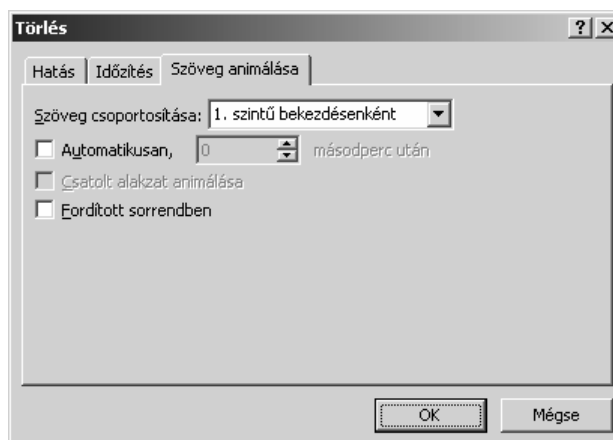 Törlés
Hatás Időzítés Szöveg animálása
Szöveg csoportosítása: 1. szintű bekezdésenként
Automatikusan, 0 másodperc után
Csatolt alakzat animálása
Fordított sorrendben
OK Mégse